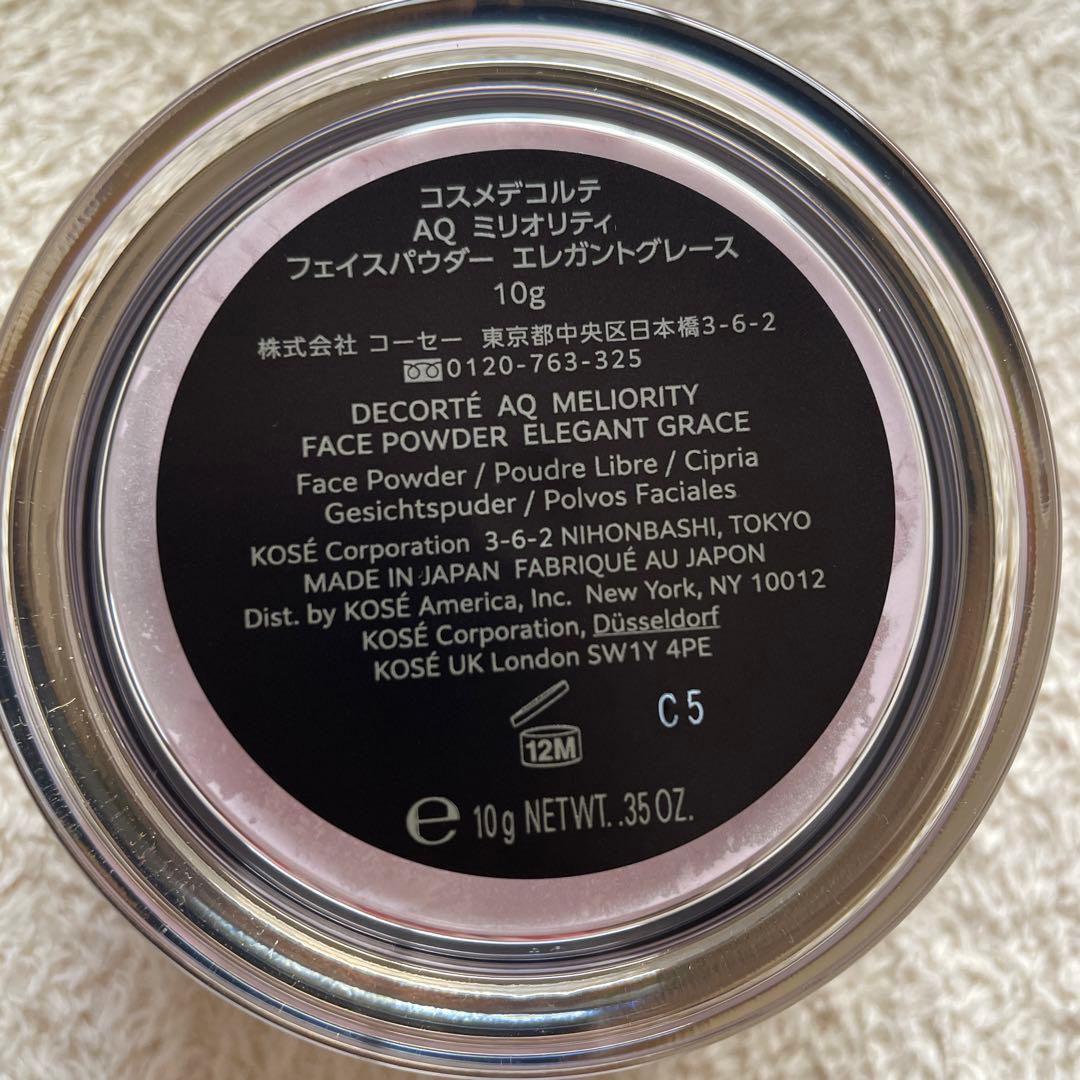 コスメデコルテ
AQ ミリオリティ
フェイスパウダー エレガントグレース
10g
株式会社 コーセー 東京都中央区日本橋3-6-2
0120-763-325
DECORTÉ AQ MELIORITY
FACE POWDER ELEGANT GRACE
Face Powder / Poudre Libre / Cipria
Gesichtspuder / Polvos Faciales
KOSÉ Corporation 3-6-2 NIHONBASHI, TOKYO
MADE IN JAPAN FABRIQUÉ AU JAPON
Dist. by KOSÉ America, Inc. New York, NY 10012
KOSÉ Corporation, Düsseldorf
KOSÉ UK London SW1Y 4PE
C5
12M
℮ 10g NETWT. .35 OZ.